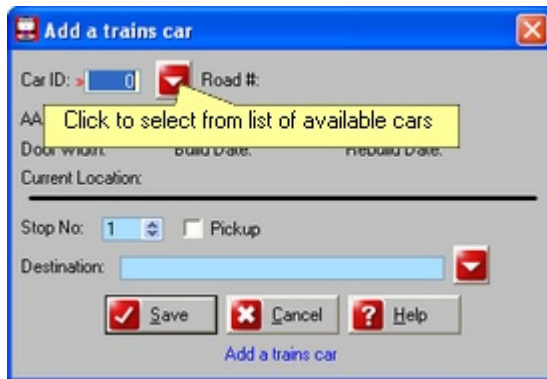 Add a trains car
Car ID: » 0 Road #:
AA
Click to select from list of available cars
Door Width: Build Date: Rebuild Date:
Current Location:
Stop No: 1 Pickup
Destination:
Save Cancel Help
Add a trains car